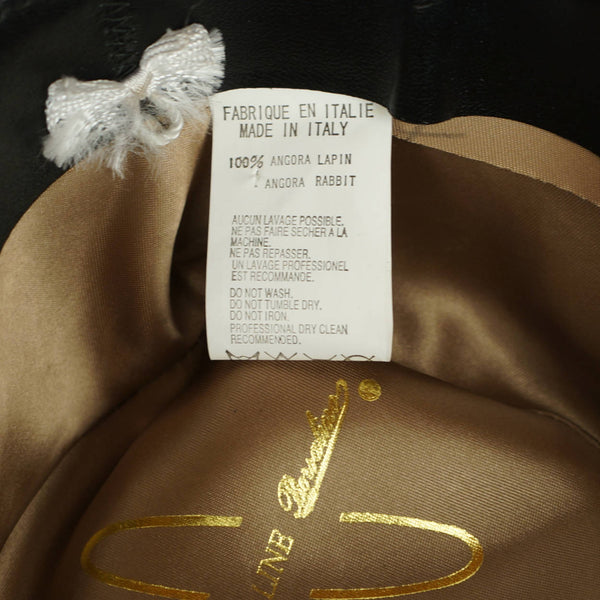 FABRIQUE EN ITALIE
MADE IN ITALY
100% ANGORA LAPIN
ANGORA RABBIT
AUCUN LAVAGE POSSIBLE.
NE PAS FAIRE SECHER A LA
MACHINE.
NE PAS REPASSER.
UN LAVAGE PROFESSIONEL
EST RECOMMANDE.
DO NOT WASH.
DO NOT TUMBLE DRY.
DO NOT IRON.
PROFESSIONAL DRY CLEAN
RECOMMENDED.
LINE